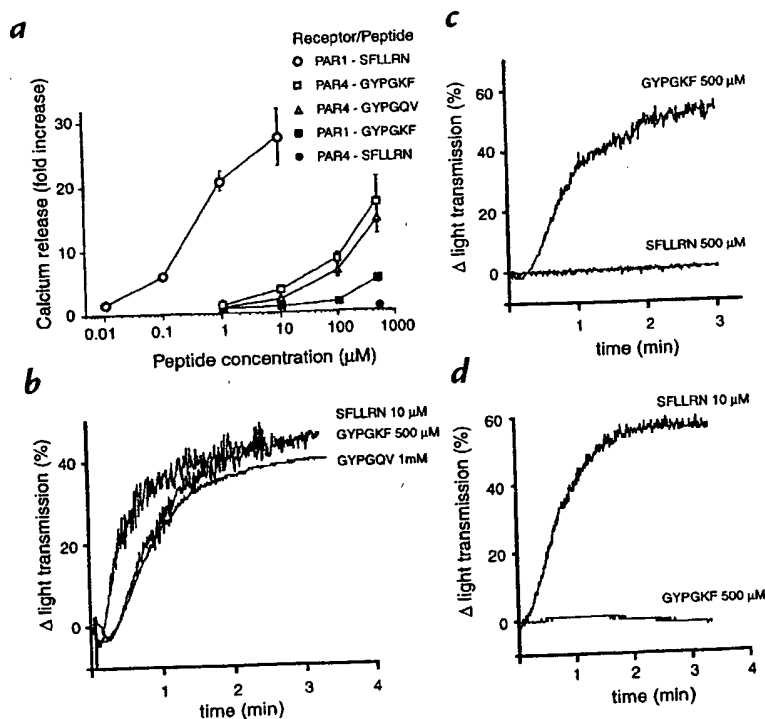 a
Receptor/Peptide
PAR1 - SFLLRN
PAR4 - GYPGKF
PAR4 - GYPGQV
PAR1 - GYPGKF
PAR4 - SFLLRN
Calcium release (fold increase)
30
20
10
0
0.01 0.1 1 10 100 1000
Peptide concentration (µM)
b
SFLLRN 10 µM
GYPGKF 500 µM
GYPGQV 1mM
Δ light transmission (%)
40
20
0
1 2 3 4
time (min)
c
GYPGKF 500 µM
SFLLRN 500 µM
Δ light transmission (%)
60
40
20
0
1 2 3
time (min)
d
SFLLRN 10 µM
GYPGKF 500 µM
Δ light transmission (%)
60
40
20
0
1 2 3 4
time (min)